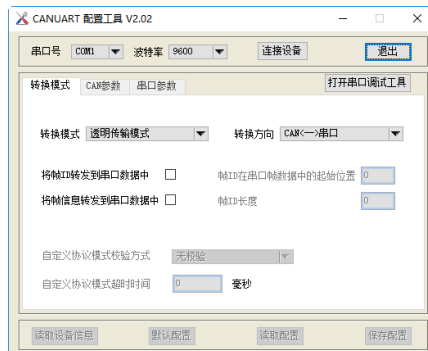 CANUART 配置工具 V2.02
串口号 COM1 波特率 9600 连接设备 退出
转换模式 CAN参数 串口参数 打开串口调试工具
转换模式 透明传输模式 转换方向 CAN<—>串口
将帧ID转发到串口数据中 帧ID在串口帧数据中的起始位置 0
将帧信息转发到串口数据中 帧ID长度 0
自定义协议模式校验方式 无校验
自定义协议模式超时时间 0 毫秒
读取设备信息 默认配置 读取配置 保存配置